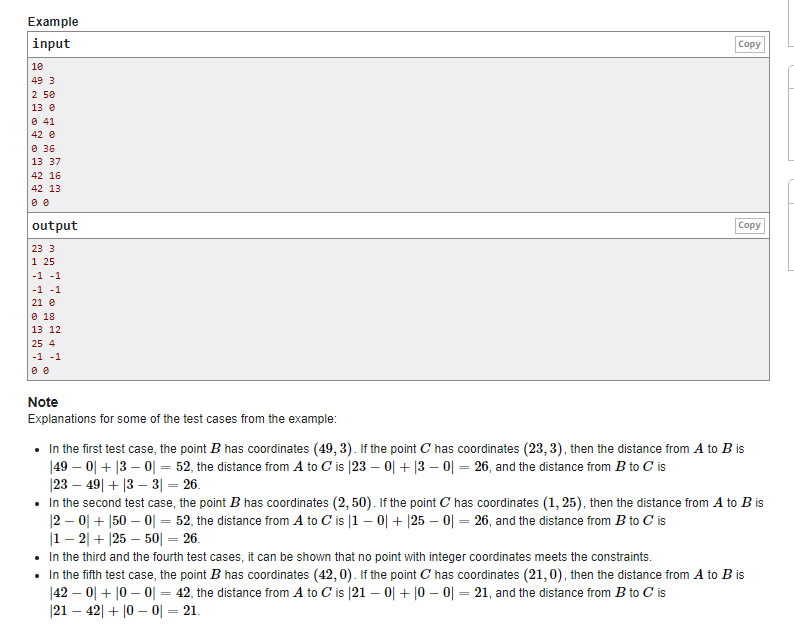 Example
input
Copy
10
49 3
2 50
13 0
0 41
42 0
0 36
13 37
42 16
42 13
0 0
output
Copy
23 3
1 25
-1 -1
-1 -1
21 0
0 18
13 12
25 4
-1 -1
0 0
Note
Explanations for some of the test cases from the example:
• In the first test case, the point B has coordinates (49, 3). If the point C has coordinates (23, 3), then the distance from A to B is
|49 − 0| + |3 − 0| = 52, the distance from A to C is |23 − 0| + |3 − 0| = 26, and the distance from B to C is
|23 − 49| + |3 − 3| = 26.
• In the second test case, the point B has coordinates (2, 50). If the point C has coordinates (1, 25), then the distance from A to B is
|2 − 0| + |50 − 0| = 52, the distance from A to C is |1 − 0| + |25 − 0| = 26, and the distance from B to C is
|1 − 2| + |25 − 50| = 26.
• In the third and the fourth test cases, it can be shown that no point with integer coordinates meets the constraints.
• In the fifth test case, the point B has coordinates (42, 0). If the point C has coordinates (21, 0), then the distance from A to B is
|42 − 0| + |0 − 0| = 42, the distance from A to C is |21 − 0| + |0 − 0| = 21, and the distance from B to C is
|21 − 42| + |0 − 0| = 21.